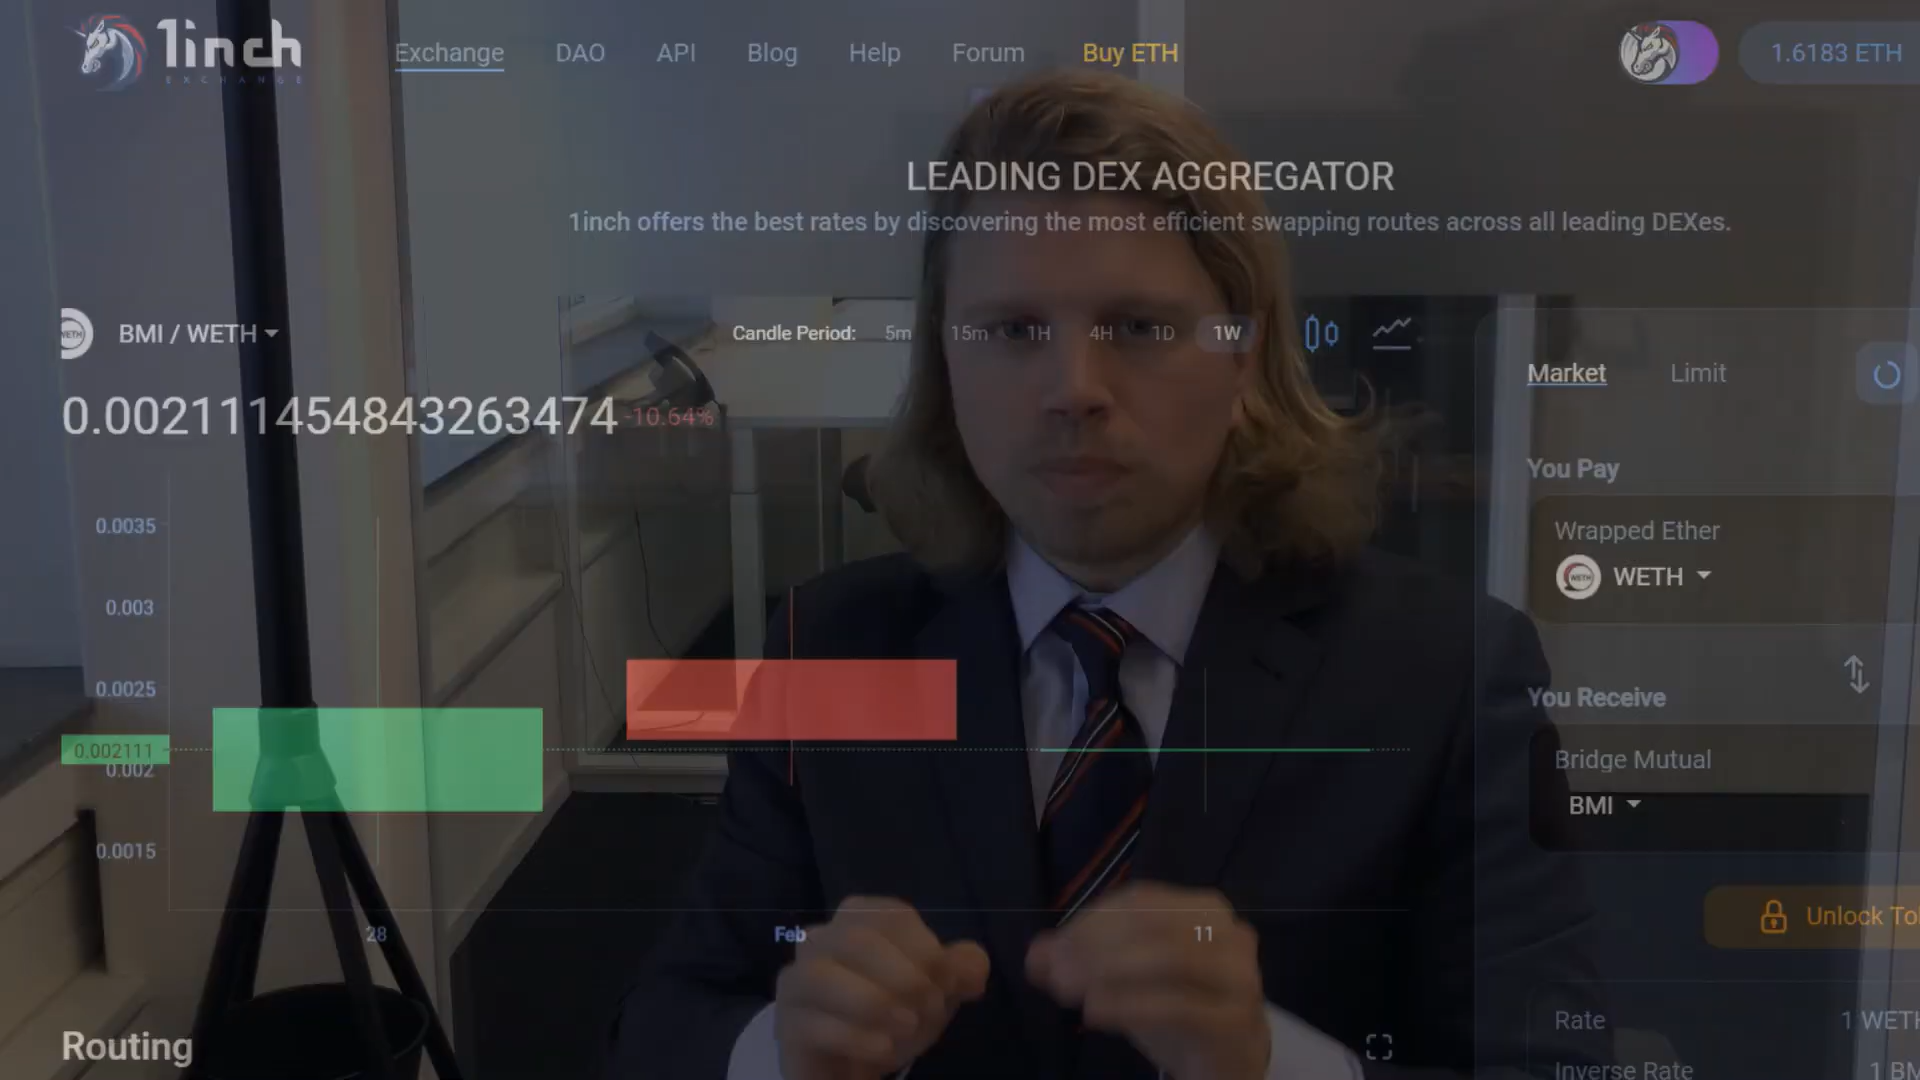 1inch
EXCHANGE
Exchange DAO API Blog Help Forum Buy ETH
1.6183 ETH
LEADING DEX AGGREGATOR
1inch offers the best rates by discovering the most efficient swapping routes across all leading DEXes.
WETH
BMI / WETH
Candle Period: 5m 15m 1H 4H 1D 1W
0.002111454843263474 -10.64%
Market Limit
You Pay
Wrapped Ether
WETH WETH
You Receive
Bridge Mutual
BMI
0.0035
0.003
0.0025
0.002111
0.002
0.0015
28 Feb 11
Unlock
Routing
Rate 1 WETH
Inverse Rate 1